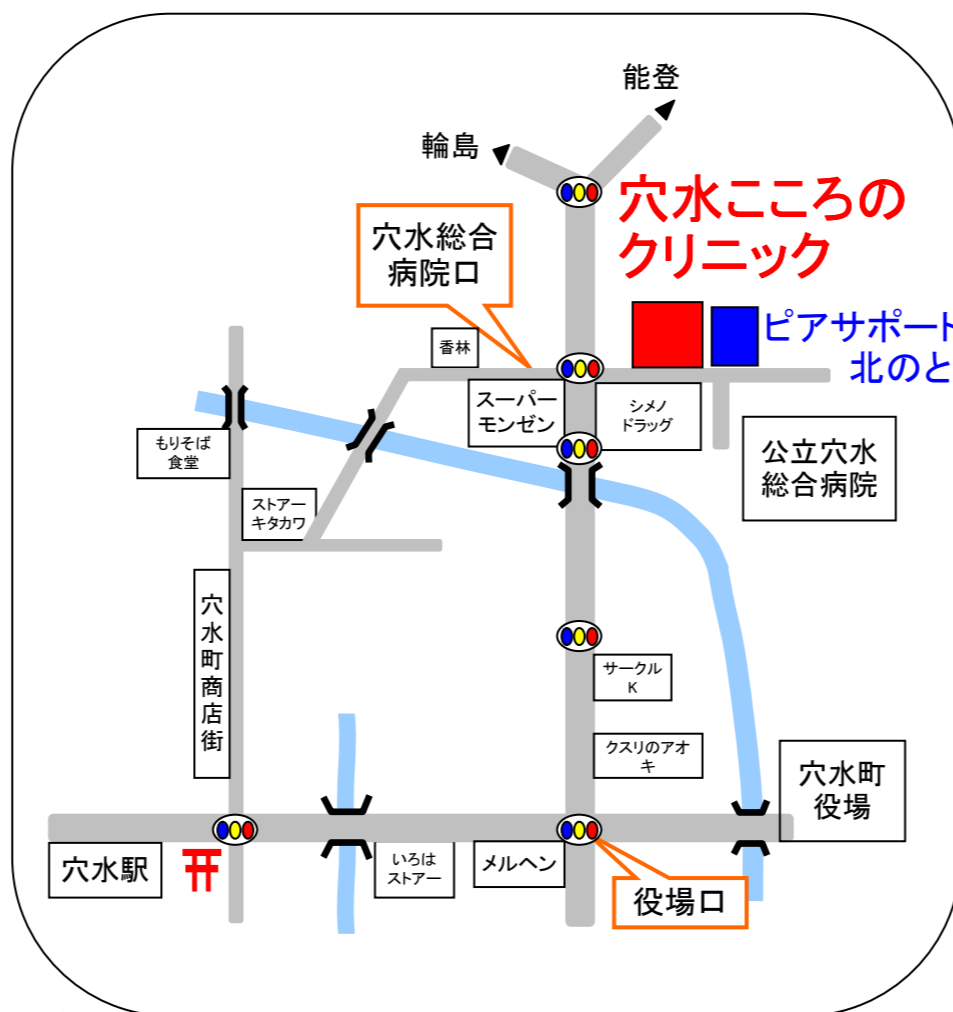 能登
輪島
穴水こころの
クリニック
穴水総合
病院口
ピアサポート
北のと
香林
スーパー
モンゼン
シメノ
ドラッグ
もりそば
食堂
公立穴水
総合病院
ストアー
キタカワ
穴水町商店街
サークル
K
クスリのアオ
キ
穴水町
役場
穴水駅
いろは
ストアー
メルヘン
役場口